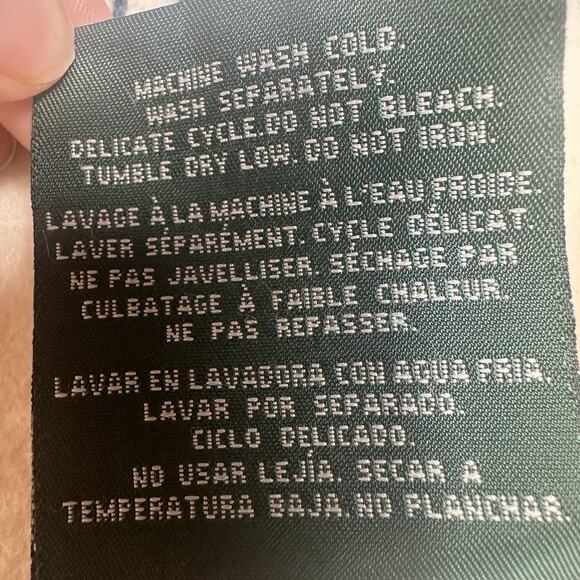 MACHINE WASH COLD.
WASH SEPARATELY.
DELICATE CYCLE.DO NOT BLEACH.
TUMBLE DRY LOW. DO NOT IRON.
LAVAGE À LA MACHINE À L'EAU FROIDE.
LAVER SÉPARÉMENT. CYCLE DÉLICAT.
NE PAS JAVELLISER. SÉCHAGE PAR
CULBATAGE À FAIBLE CHALEUR.
NE PAS REPASSER.
LAVAR EN LAVADORA CON AGUA FRIA.
LAVAR POR SEPARADO.
CICLO DELICADO.
NO USAR LEJÍA. SECAR A
TEMPERATURA BAJA. NO PLANCHAR.